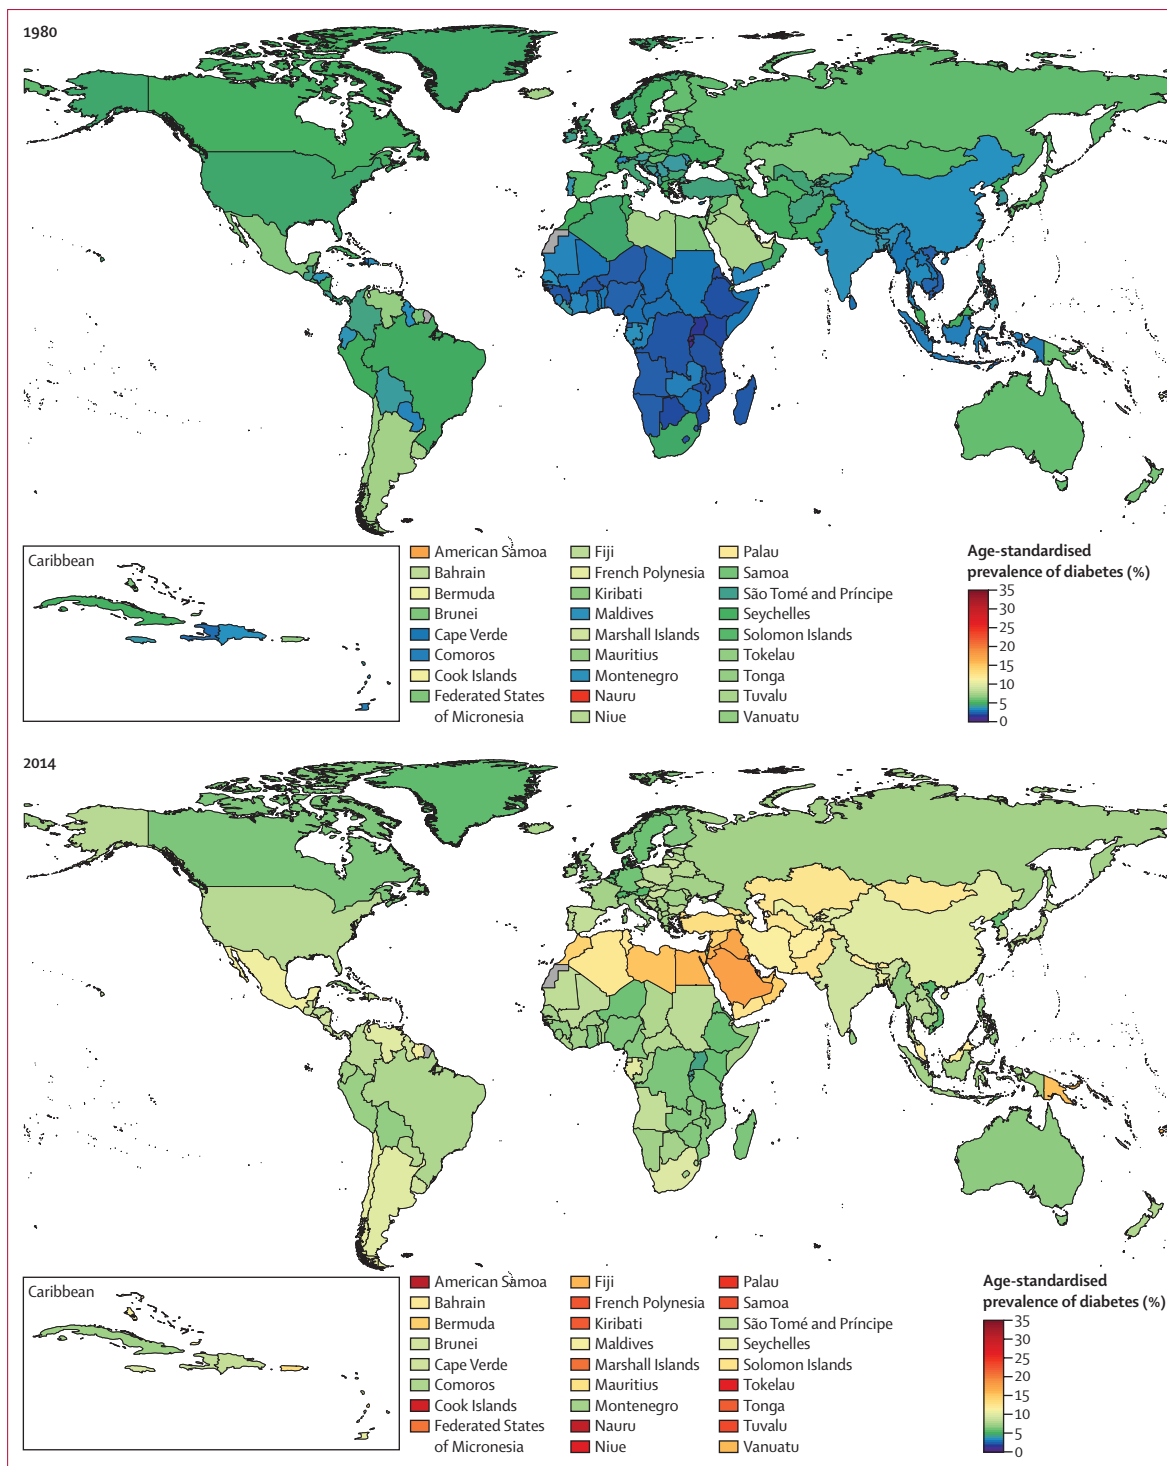 1980
Caribbean
American Samoa
Bahrain
Bermuda
Brunei
Cape Verde
Comoros
Cook Islands
Federated States
of Micronesia
Fiji
French Polynesia
Kiribati
Maldives
Marshall Islands
Mauritius
Montenegro
Nauru
Niue
Palau
Samoa
São Tomé and Príncipe
Seychelles
Solomon Islands
Tokelau
Tonga
Tuvalu
Vanuatu
Age-standardised
prevalence of diabetes (%)
35
30
25
20
15
10
5
0
2014
Caribbean
American Samoa
Bahrain
Bermuda
Brunei
Cape Verde
Comoros
Cook Islands
Federated States
of Micronesia
Fiji
French Polynesia
Kiribati
Maldives
Marshall Islands
Mauritius
Montenegro
Nauru
Niue
Palau
Samoa
São Tomé and Príncipe
Seychelles
Solomon Islands
Tokelau
Tonga
Tuvalu
Vanuatu
Age-standardised
prevalence of diabetes (%)
35
30
25
20
15
10
5
0